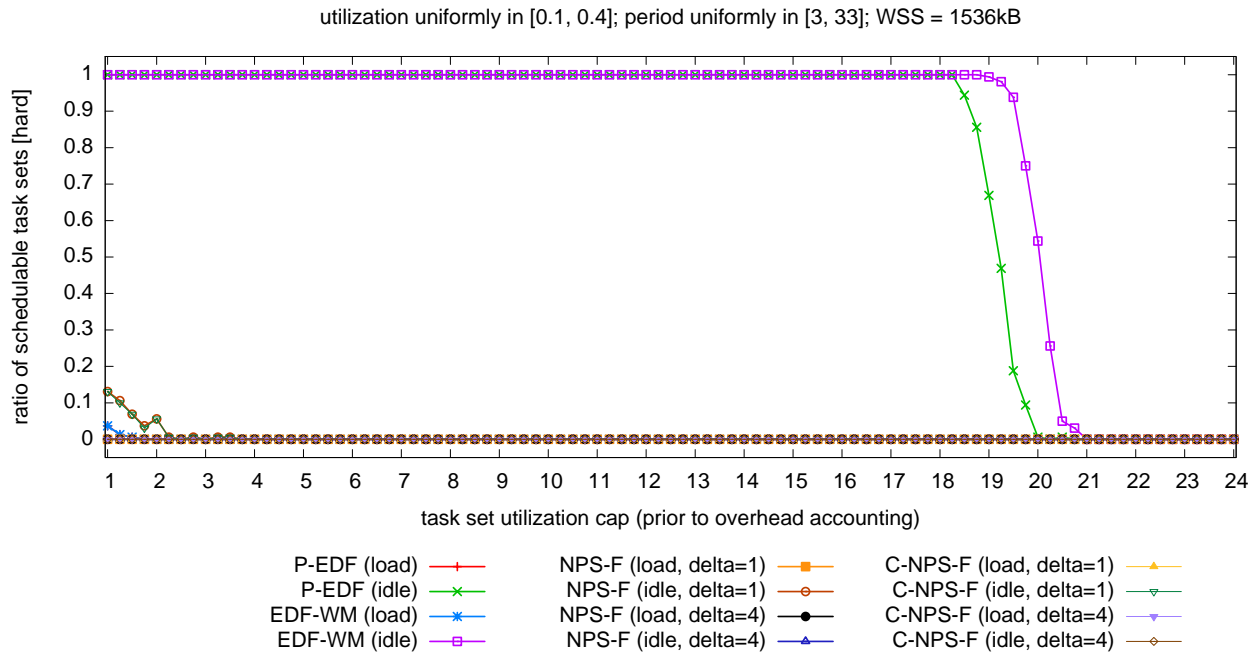 utilization uniformly in [0.1, 0.4]; period uniformly in [3, 33]; WSS = 1536kB
ratio of schedulable task sets [hard]
1
0.9
0.8
0.7
0.6
0.5
0.4
0.3
0.2
0.1
0
1 2 3 4 5 6 7 8 9 10 11 12 13 14 15 16 17 18 19 20 21 22 23 24
task set utilization cap (prior to overhead accounting)
P-EDF (load) NPS-F (load, delta=1) C-NPS-F (load, delta=1)
P-EDF (idle) NPS-F (idle, delta=1) C-NPS-F (idle, delta=1)
EDF-WM (load) NPS-F (load, delta=4) C-NPS-F (load, delta=4)
EDF-WM (idle) NPS-F (idle, delta=4) C-NPS-F (idle, delta=4)